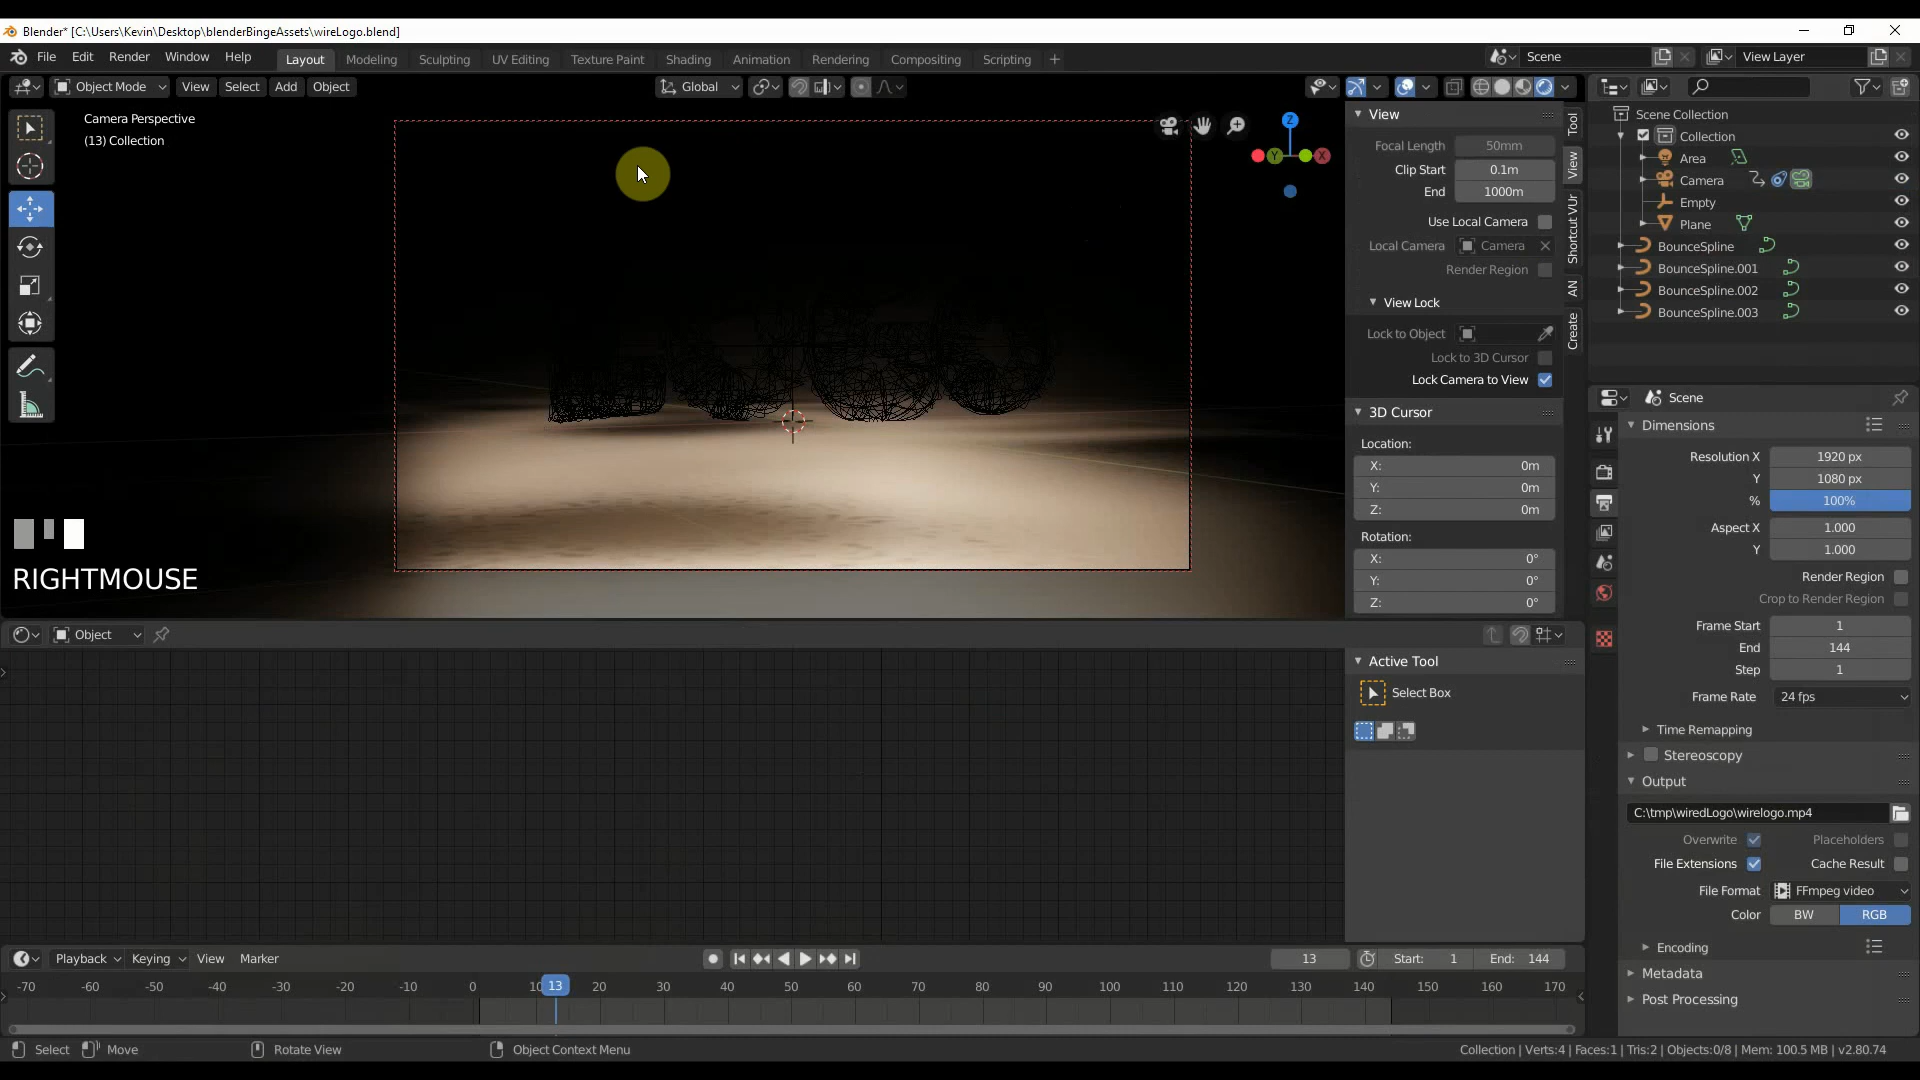 Blender* [C:\Users\Kevin\Desktop\blenderBingeAssets\wireLogo.blend]
File Edit Render Window Help Layout Modeling Sculpting UV Editing Texture Paint Shading Animation Rendering Compositing Scripting + Scene View Layer
Object Mode View Select Add Object Global
Camera Perspective
(13) Collection
Z
Y
X
View
Focal Length 50mm
Clip Start 0.1m
End 1000m
Use Local Camera
Local Camera Camera
Render Region
View Lock
Lock to Object
Lock to 3D Cursor
Lock Camera to View
3D Cursor
Location:
X: 0m
Y: 0m
Z: 0m
Rotation:
X: 0°
Y: 0°
Z: 0°
Tool
View
Shortcut VUr
AN
Create
Scene Collection
Collection
Area
Camera
Empty
Plane
BounceSpline
BounceSpline.001
BounceSpline.002
BounceSpline.003
Scene
Dimensions
Resolution X 1920 px
Y 1080 px
% 100%
Aspect X 1.000
Y 1.000
Render Region
Crop to Render Region
Frame Start 1
End 144
Step 1
Frame Rate 24 fps
Time Remapping
Stereoscopy
Output
C:\tmp\wiredLogo\wirelogo.mp4
Overwrite Placeholders
File Extensions Cache Result
File Format FFmpeg video
Color BW RGB
Encoding
Metadata
Post Processing
RIGHTMOUSE
Object
Active Tool
Select Box
Playback Keying View Marker 13 Start: 1 End: 144
-70 -60 -50 -40 -30 -20 -10 0 10 13 20 30 40 50 60 70 80 90 100 110 120 130 140 150 160 170
Select Move Rotate View Object Context Menu Collection | Verts:4 | Faces:1 | Tris:2 | Objects:0/8 | Mem: 100.5 MB | v2.80.74